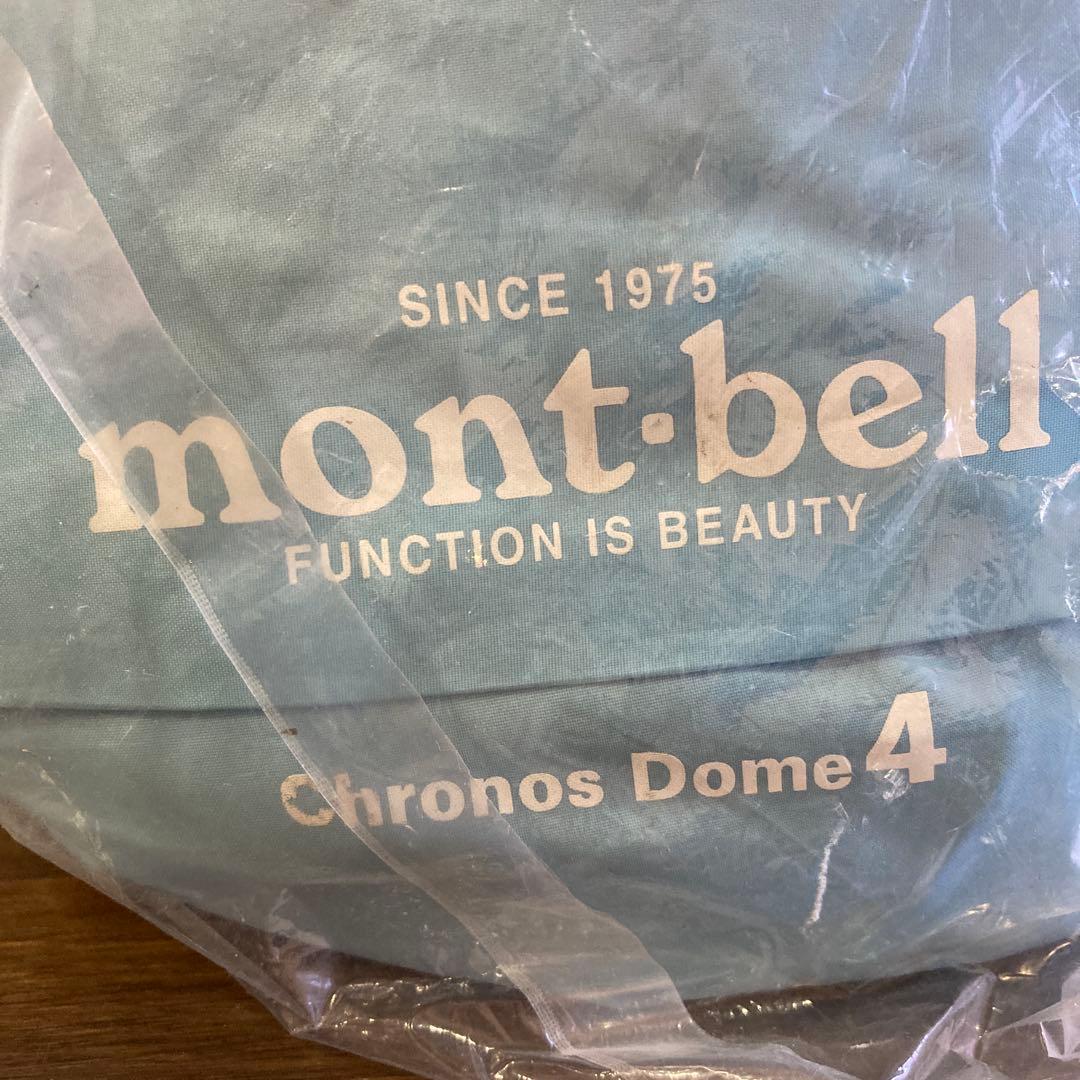 SINCE 1975
mont·bell
FUNCTION IS BEAUTY
Chronos Dome 4